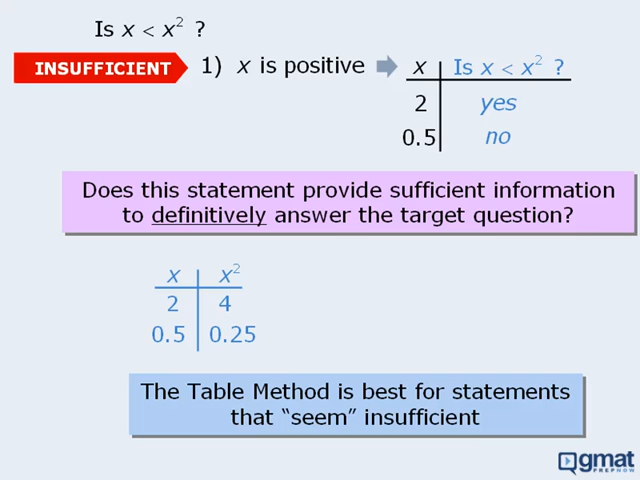 Is x < x² ?
INSUFFICIENT 1) x is positive
x Is x < x² ?
2 yes
0.5 no
Does this statement provide sufficient information
to definitively answer the target question?
x x²
2 4
0.5 0.25
The Table Method is best for statements
that “seem” insufficient
gmat
PREPNOW